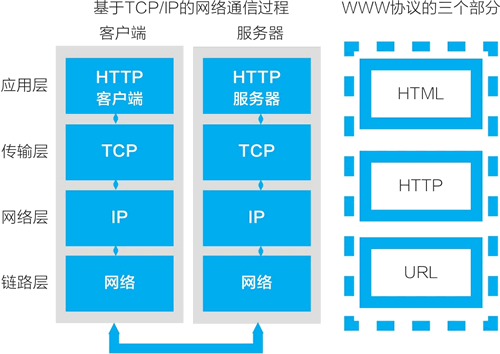 基于TCP/IP的网络通信过程
WWW协议的三个部分
客户端
服务器
应用层
HTTP
客户端
HTTP
服务器
HTML
传输层
TCP
TCP
HTTP
网络层
IP
IP
链路层
网络
网络
URL